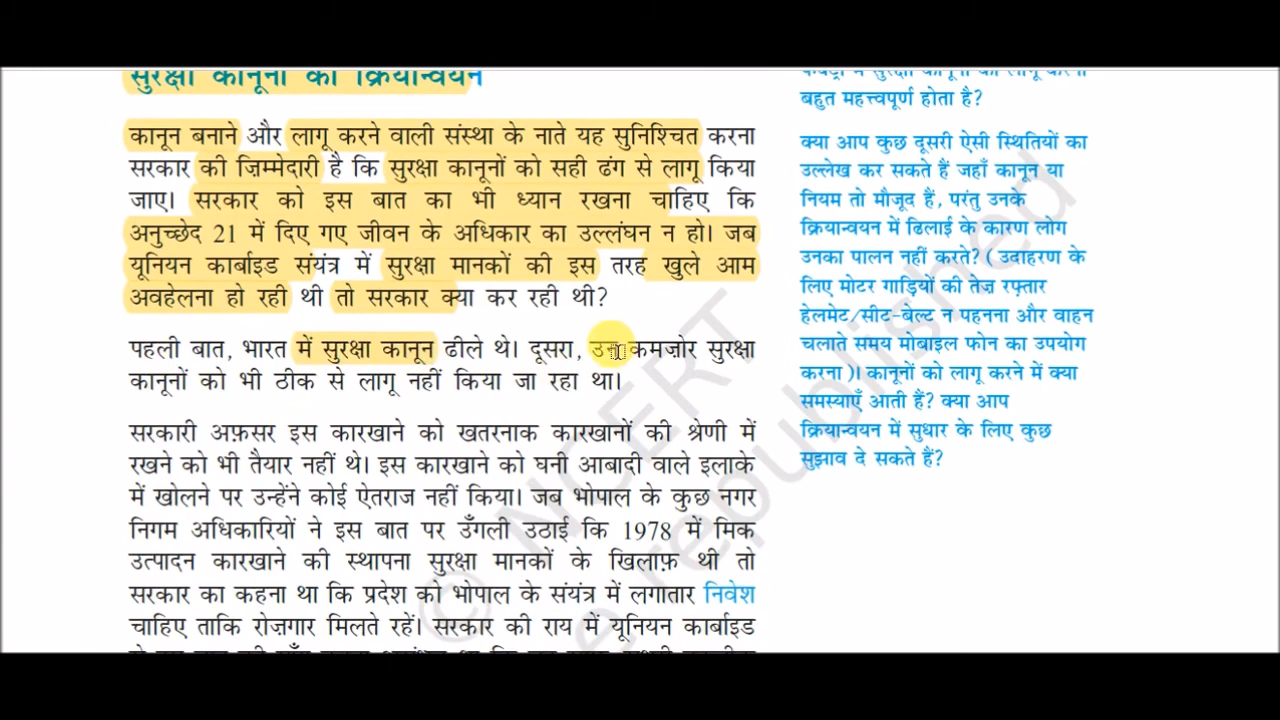 सुरक्षा कानूनों का क्रियान्वयन
कानून बनाने और लागू करने वाली संस्था के नाते यह सुनिश्चित करना
सरकार की ज़िम्मेदारी है कि सुरक्षा कानूनों को सही ढंग से लागू किया
जाए। सरकार को इस बात का भी ध्यान रखना चाहिए कि
अनुच्छेद 21 में दिए गए जीवन के अधिकार का उल्लंघन न हो। जब
यूनियन कार्बाइड संयंत्र में सुरक्षा मानकों की इस तरह खुले आम
अवहेलना हो रही थी तो सरकार क्या कर रही थी?
पहली बात, भारत में सुरक्षा कानून ढीले थे। दूसरा, उन कमजोर सुरक्षा
कानूनों को भी ठीक से लागू नहीं किया जा रहा था।
सरकारी अफ़सर इस कारखाने को खतरनाक कारखानों की श्रेणी में
रखने को भी तैयार नहीं थे। इस कारखाने को घनी आबादी वाले इलाके
में खोलने पर उन्हेंने कोई ऐतराज नहीं किया। जब भोपाल के कुछ नगर
निगम अधिकारियों ने इस बात पर उँगली उठाई कि 1978 में मिक
उत्पादन कारखाने की स्थापना सुरक्षा मानकों के खिलाफ़ थी तो
सरकार का कहना था कि प्रदेश को भोपाल के संयंत्र में लगातार निवेश
चाहिए ताकि रोज़गार मिलते रहें। सरकार की राय में यूनियन कार्बाइड
में सुरक्षा कानूनों को लागू करना
बहुत महत्त्वपूर्ण होता है?
क्या आप कुछ दूसरी ऐसी स्थितियों का
उल्लेख कर सकते हैं जहाँ कानून या
नियम तो मौजूद हैं, परंतु उनके
क्रियान्वयन में ढिलाई के कारण लोग
उनका पालन नहीं करते? (उदाहरण के
लिए मोटर गाड़ियों की तेज़ रफ़्तार
हेलमेट/सीट-बेल्ट न पहनना और वाहन
चलाते समय मोबाइल फोन का उपयोग
करना)। कानूनों को लागू करने में क्या
समस्याएँ आती हैं? क्या आप
क्रियान्वयन में सुधार के लिए कुछ
सुझाव दे सकते हैं?
© NCERT
be republished